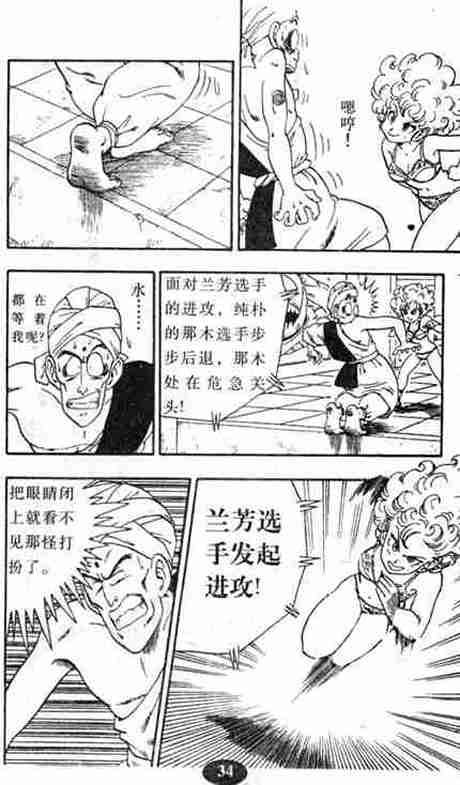 嗯哼！
面对兰芳选手
的进攻，纯朴
的那木选手步
步后退，那木
处在危急关
头！
水……
都在
等着
我呢？
兰芳选
手发起
进攻！
把眼睛闭
上就看不
见那怪打
扮了。
34